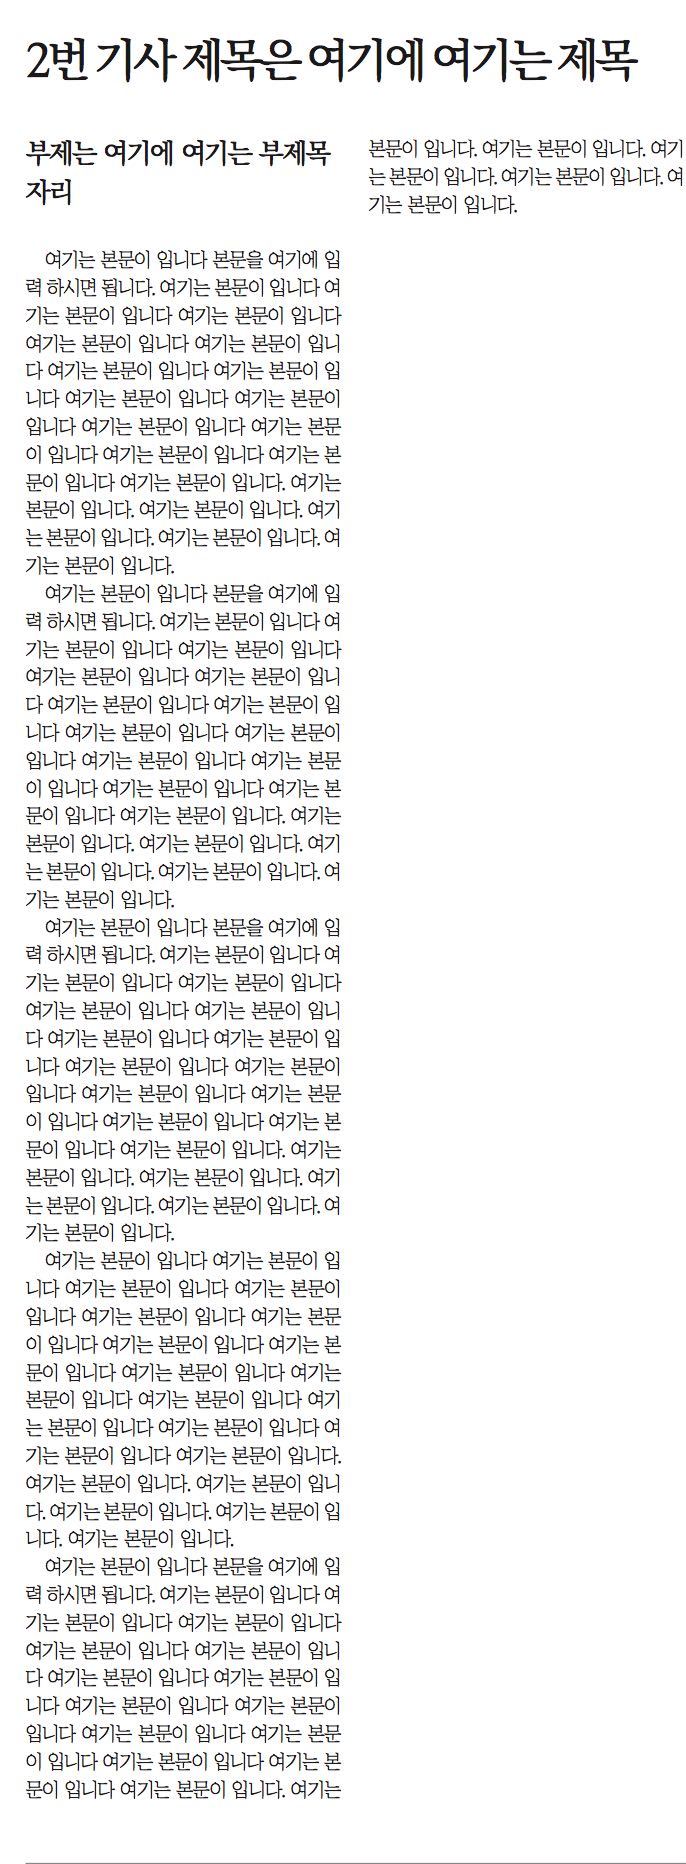 2번 기사 제목은 여기에 여기는 제목
부제는 여기에 여기는 부제목
자리
여기는 본문이 입니다 본문을 여기에 입
력 하시면 됩니다. 여기는 본문이 입니다 여
기는 본문이 입니다 여기는 본문이 입니다
여기는 본문이 입니다 여기는 본문이 입니
다 여기는 본문이 입니다 여기는 본문이 입
니다 여기는 본문이 입니다 여기는 본문이
입니다 여기는 본문이 입니다 여기는 본문
이 입니다 여기는 본문이 입니다 여기는 본
문이 입니다 여기는 본문이 입니다. 여기는
본문이 입니다. 여기는 본문이 입니다. 여기
는 본문이 입니다. 여기는 본문이 입니다. 여
기는 본문이 입니다.
여기는 본문이 입니다 본문을 여기에 입
력 하시면 됩니다. 여기는 본문이 입니다 여
기는 본문이 입니다 여기는 본문이 입니다
여기는 본문이 입니다 여기는 본문이 입니
다 여기는 본문이 입니다 여기는 본문이 입
니다 여기는 본문이 입니다 여기는 본문이
입니다 여기는 본문이 입니다 여기는 본문
이 입니다 여기는 본문이 입니다 여기는 본
문이 입니다 여기는 본문이 입니다. 여기는
본문이 입니다. 여기는 본문이 입니다. 여기
는 본문이 입니다. 여기는 본문이 입니다. 여
기는 본문이 입니다.
여기는 본문이 입니다 본문을 여기에 입
력 하시면 됩니다. 여기는 본문이 입니다 여
기는 본문이 입니다 여기는 본문이 입니다
여기는 본문이 입니다 여기는 본문이 입니
다 여기는 본문이 입니다 여기는 본문이 입
니다 여기는 본문이 입니다 여기는 본문이
입니다 여기는 본문이 입니다 여기는 본문
이 입니다 여기는 본문이 입니다 여기는 본
문이 입니다 여기는 본문이 입니다. 여기는
본문이 입니다. 여기는 본문이 입니다. 여기
는 본문이 입니다. 여기는 본문이 입니다. 여
기는 본문이 입니다.
여기는 본문이 입니다 여기는 본문이 입
니다 여기는 본문이 입니다 여기는 본문이
입니다 여기는 본문이 입니다 여기는 본문
이 입니다 여기는 본문이 입니다 여기는 본
문이 입니다 여기는 본문이 입니다 여기는
본문이 입니다 여기는 본문이 입니다 여기
는 본문이 입니다 여기는 본문이 입니다 여
기는 본문이 입니다 여기는 본문이 입니다.
여기는 본문이 입니다. 여기는 본문이 입니
다. 여기는 본문이 입니다. 여기는 본문이 입
니다. 여기는 본문이 입니다.
여기는 본문이 입니다 본문을 여기에 입
력 하시면 됩니다. 여기는 본문이 입니다 여
기는 본문이 입니다 여기는 본문이 입니다
여기는 본문이 입니다 여기는 본문이 입니
다 여기는 본문이 입니다 여기는 본문이 입
니다 여기는 본문이 입니다 여기는 본문이
입니다 여기는 본문이 입니다 여기는 본문
이 입니다 여기는 본문이 입니다 여기는 본
문이 입니다 여기는 본문이 입니다. 여기는
본문이 입니다. 여기는 본문이 입니다. 여기
는 본문이 입니다. 여기는 본문이 입니다. 여
기는 본문이 입니다.